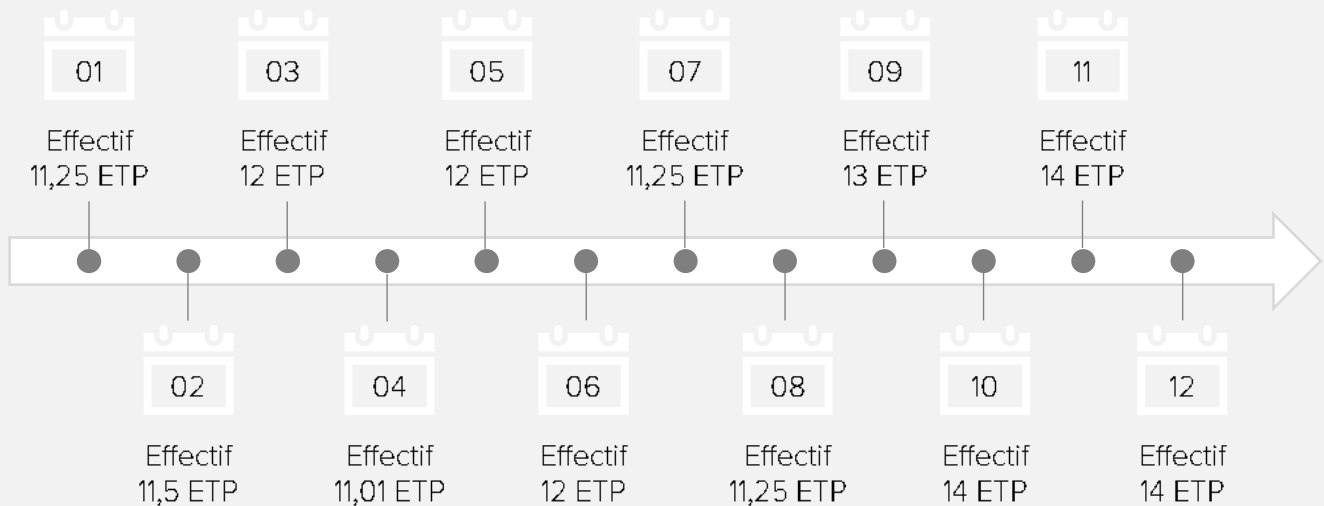 01
Effectif
11,25 ETP
03
Effectif
12 ETP
05
Effectif
12 ETP
07
Effectif
11,25 ETP
09
Effectif
13 ETP
11
Effectif
14 ETP
02
Effectif
11,5 ETP
04
Effectif
11,01 ETP
06
Effectif
12 ETP
08
Effectif
11,25 ETP
10
Effectif
14 ETP
12
Effectif
14 ETP